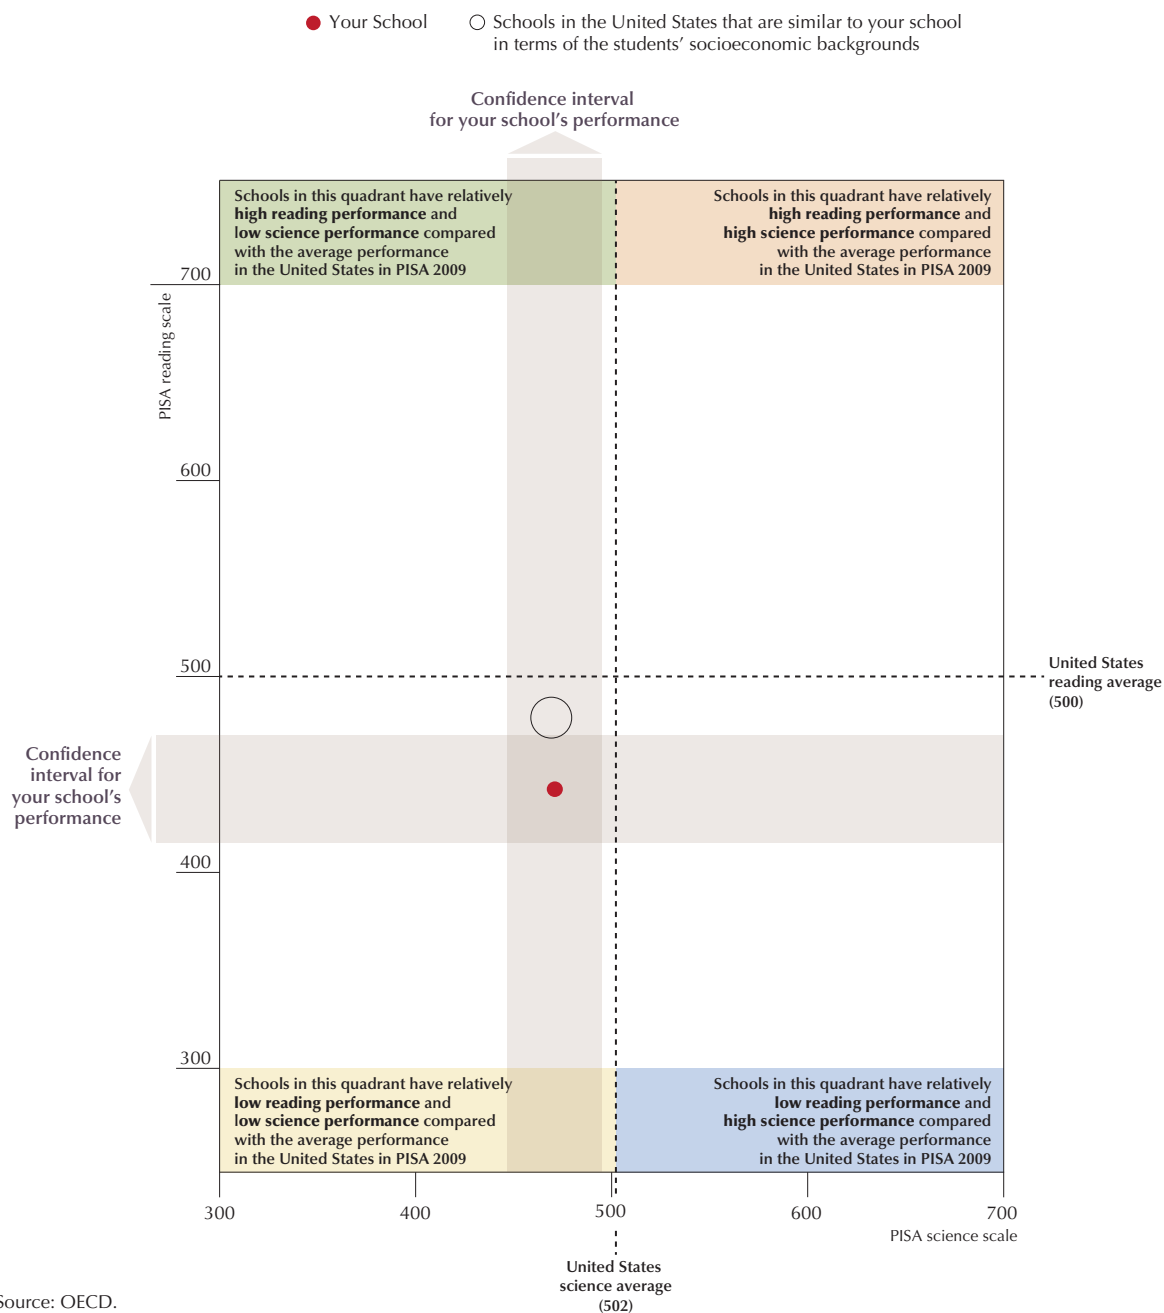 Your School
Schools in the United States that are similar to your school
in terms of the students’ socioeconomic backgrounds
Confidence interval
for your school’s performance
Schools in this quadrant have relatively
high reading performance and
low science performance compared
with the average performance
in the United States in PISA 2009
Schools in this quadrant have relatively
high reading performance and
high science performance compared
with the average performance
in the United States in PISA 2009
700
PISA reading scale
600
500
United States
reading average
(500)
Confidence
interval for
your school’s
performance
400
300
Schools in this quadrant have relatively
low reading performance and
low science performance compared
with the average performance
in the United States in PISA 2009
Schools in this quadrant have relatively
low reading performance and
high science performance compared
with the average performance
in the United States in PISA 2009
300
400
500
600
700
PISA science scale
United States
science average
(502)
Source: OECD.